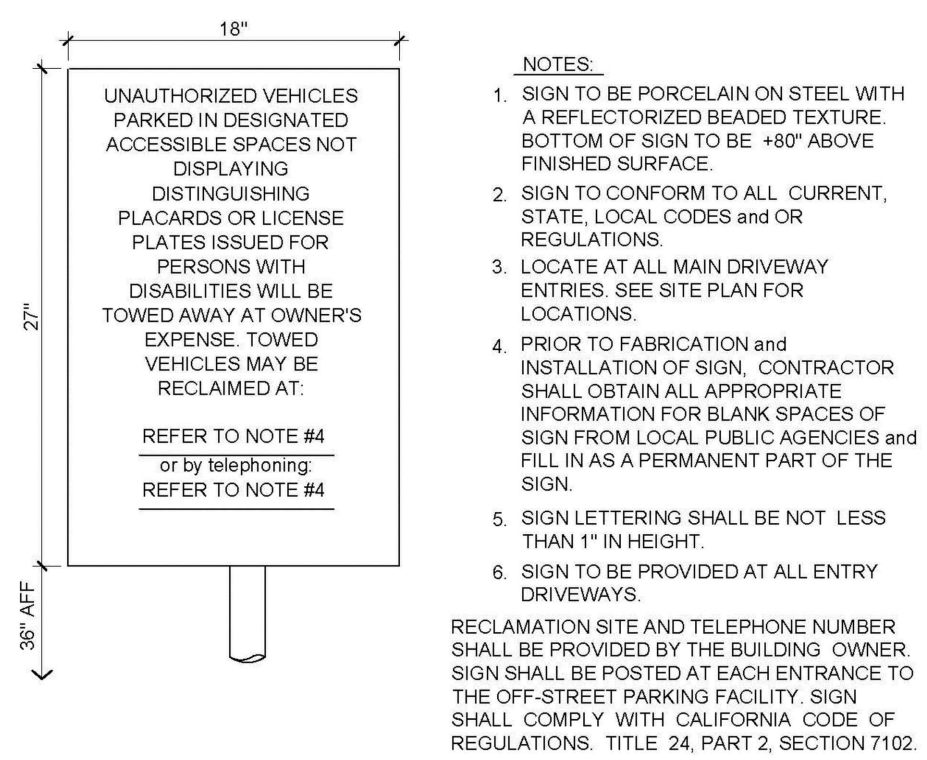 18"
UNAUTHORIZED VEHICLES
PARKED IN DESIGNATED
ACCESSIBLE SPACES NOT
DISPLAYING
DISTINGUISHING
PLACARDS OR LICENSE
PLATES ISSUED FOR
PERSONS WITH
DISABILITIES WILL BE
TOWED AWAY AT OWNER'S
EXPENSE. TOWED
VEHICLES MAY BE
RECLAIMED AT:
REFER TO NOTE #4
or by telephoning:
REFER TO NOTE #4
27"
36" AFF
NOTES:
1. SIGN TO BE PORCELAIN ON STEEL WITH
A REFLECTORIZED BEADED TEXTURE.
BOTTOM OF SIGN TO BE +80" ABOVE
FINISHED SURFACE.
2. SIGN TO CONFORM TO ALL CURRENT,
STATE, LOCAL CODES and OR
REGULATIONS.
3. LOCATE AT ALL MAIN DRIVEWAY
ENTRIES. SEE SITE PLAN FOR
LOCATIONS.
4. PRIOR TO FABRICATION and
INSTALLATION OF SIGN, CONTRACTOR
SHALL OBTAIN ALL APPROPRIATE
INFORMATION FOR BLANK SPACES OF
SIGN FROM LOCAL PUBLIC AGENCIES and
FILL IN AS A PERMANENT PART OF THE
SIGN.
5. SIGN LETTERING SHALL BE NOT LESS
THAN 1" IN HEIGHT.
6. SIGN TO BE PROVIDED AT ALL ENTRY
DRIVEWAYS.
RECLAMATION SITE AND TELEPHONE NUMBER
SHALL BE PROVIDED BY THE BUILDING OWNER.
SIGN SHALL BE POSTED AT EACH ENTRANCE TO
THE OFF-STREET PARKING FACILITY. SIGN
SHALL COMPLY WITH CALIFORNIA CODE OF
REGULATIONS. TITLE 24, PART 2, SECTION 7102.